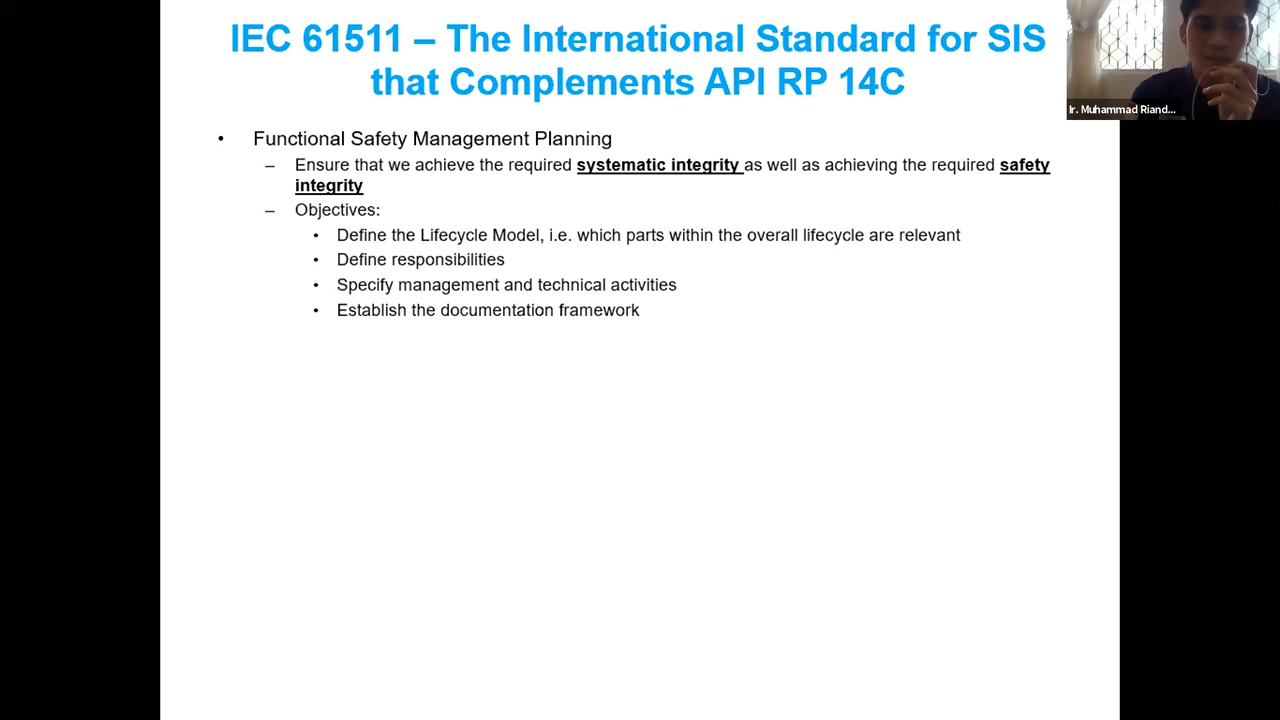 IEC 61511 – The International Standard for SIS
that Complements API RP 14C
Ir. Muhammad Riand...
• Functional Safety Management Planning
– Ensure that we achieve the required systematic integrity as well as achieving the required safety
integrity
– Objectives:
• Define the Lifecycle Model, i.e. which parts within the overall lifecycle are relevant
• Define responsibilities
• Specify management and technical activities
• Establish the documentation framework